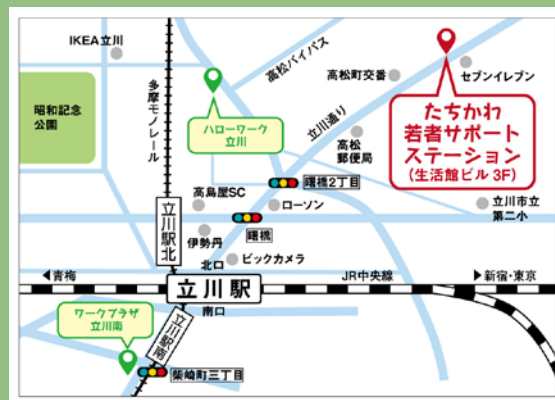 IKEA立川
高松バイパス
高松町交番
セブンイレブン
昭和記念
公園
多摩モノレール
ハローワーク
立川
立川通り
高松
郵便局
たちかわ
若者サポート
ステーション
(生活館ビル 3F)
曙橋2丁目
高島屋SC
ローソン
立川市立
第二小
立川駅北
伊勢丹
曙橋
北口
ビックカメラ
◀青梅
JR中央線
▶新宿・東京
立川駅
ワークプラザ
立川南
南口
立川駅南
柴崎町三丁目